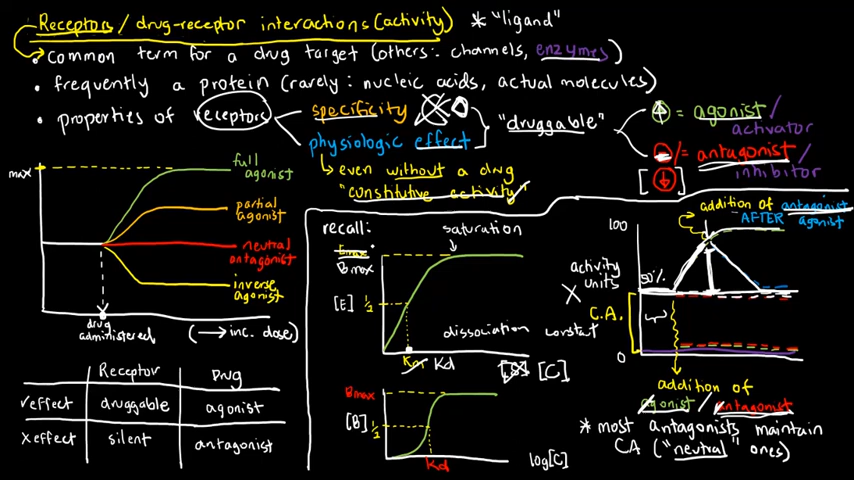 Receptors / drug-receptor interactions (activity) * "ligand"
• common term for a drug target (others: channels, enzymes)
• frequently a protein (rarely: nucleic acids, actual molecules)
• properties of receptors
specificity
physiologic effect
"druggable"
↑ = agonist / activator
-/= antagonist / inhibitor
[↓]
↳ even without a drug
"constitutive activity"
max
full agonist
partial agonist
neutral antagonist
inverse agonist
drug administered
(→ inc. dose)
Receptor Drug
✓effect druggable agonist
xeffect silent antagonist
recall:
saturation
Emax
Bmax
[E] 1/2
dissociation constant
Km Kd
[C]
Bmax
[B] 1/2
Kd
log[C]
addition of antagonist
AFTER agonist
100
activity units
X
50%
C.A.
0
addition of
agonist / antagonist
* most antagonists maintain
CA ("neutral" ones)